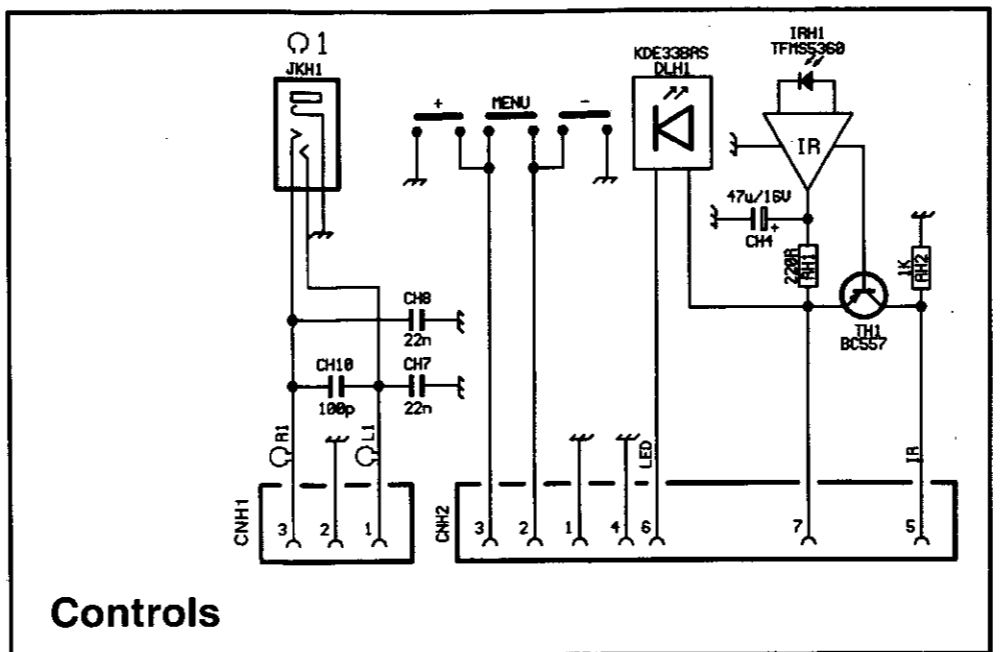 Ω 1
JKH1
+
MENU
-
KDE33BRS
DLH1
IRH1
TFMS5360
IR
47u/16V
+
CH4
220R
RH1
1K
RH2
TH1
BC557
CH8
22n
CH10
100p
CH7
22n
Ω R1
Ω L1
LED
IR
CNH1
3
2
1
CNH2
3
2
1
4
6
7
5
Controls